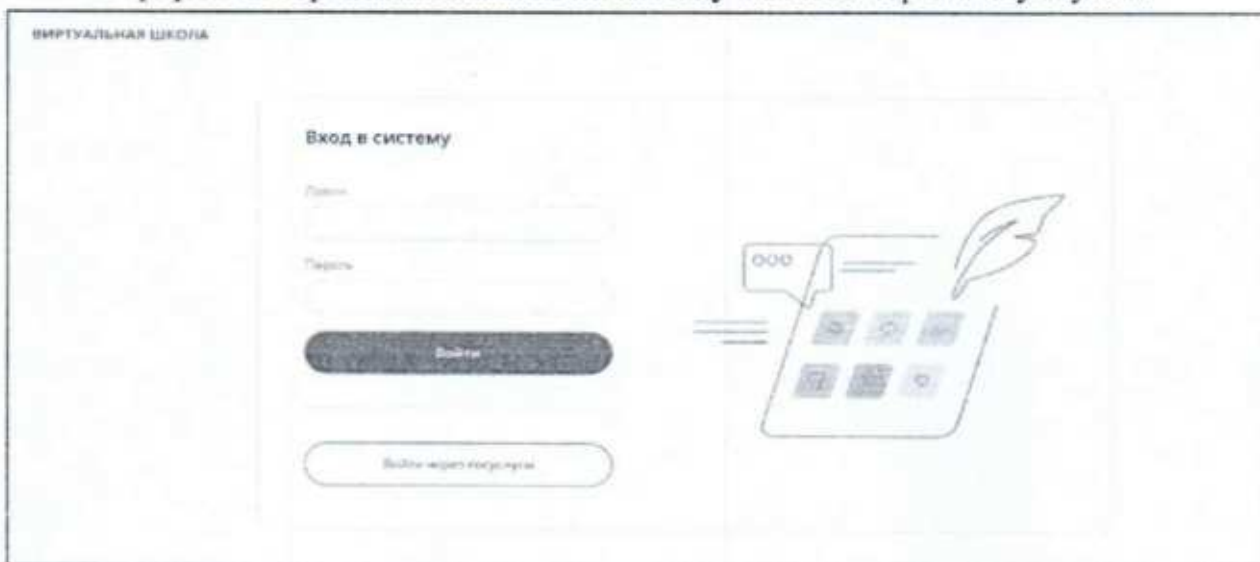 ВИРТУАЛЬНАЯ ШКОЛА
Вход в систему
Логин
Пароль
Войти
Войти через госуслуги